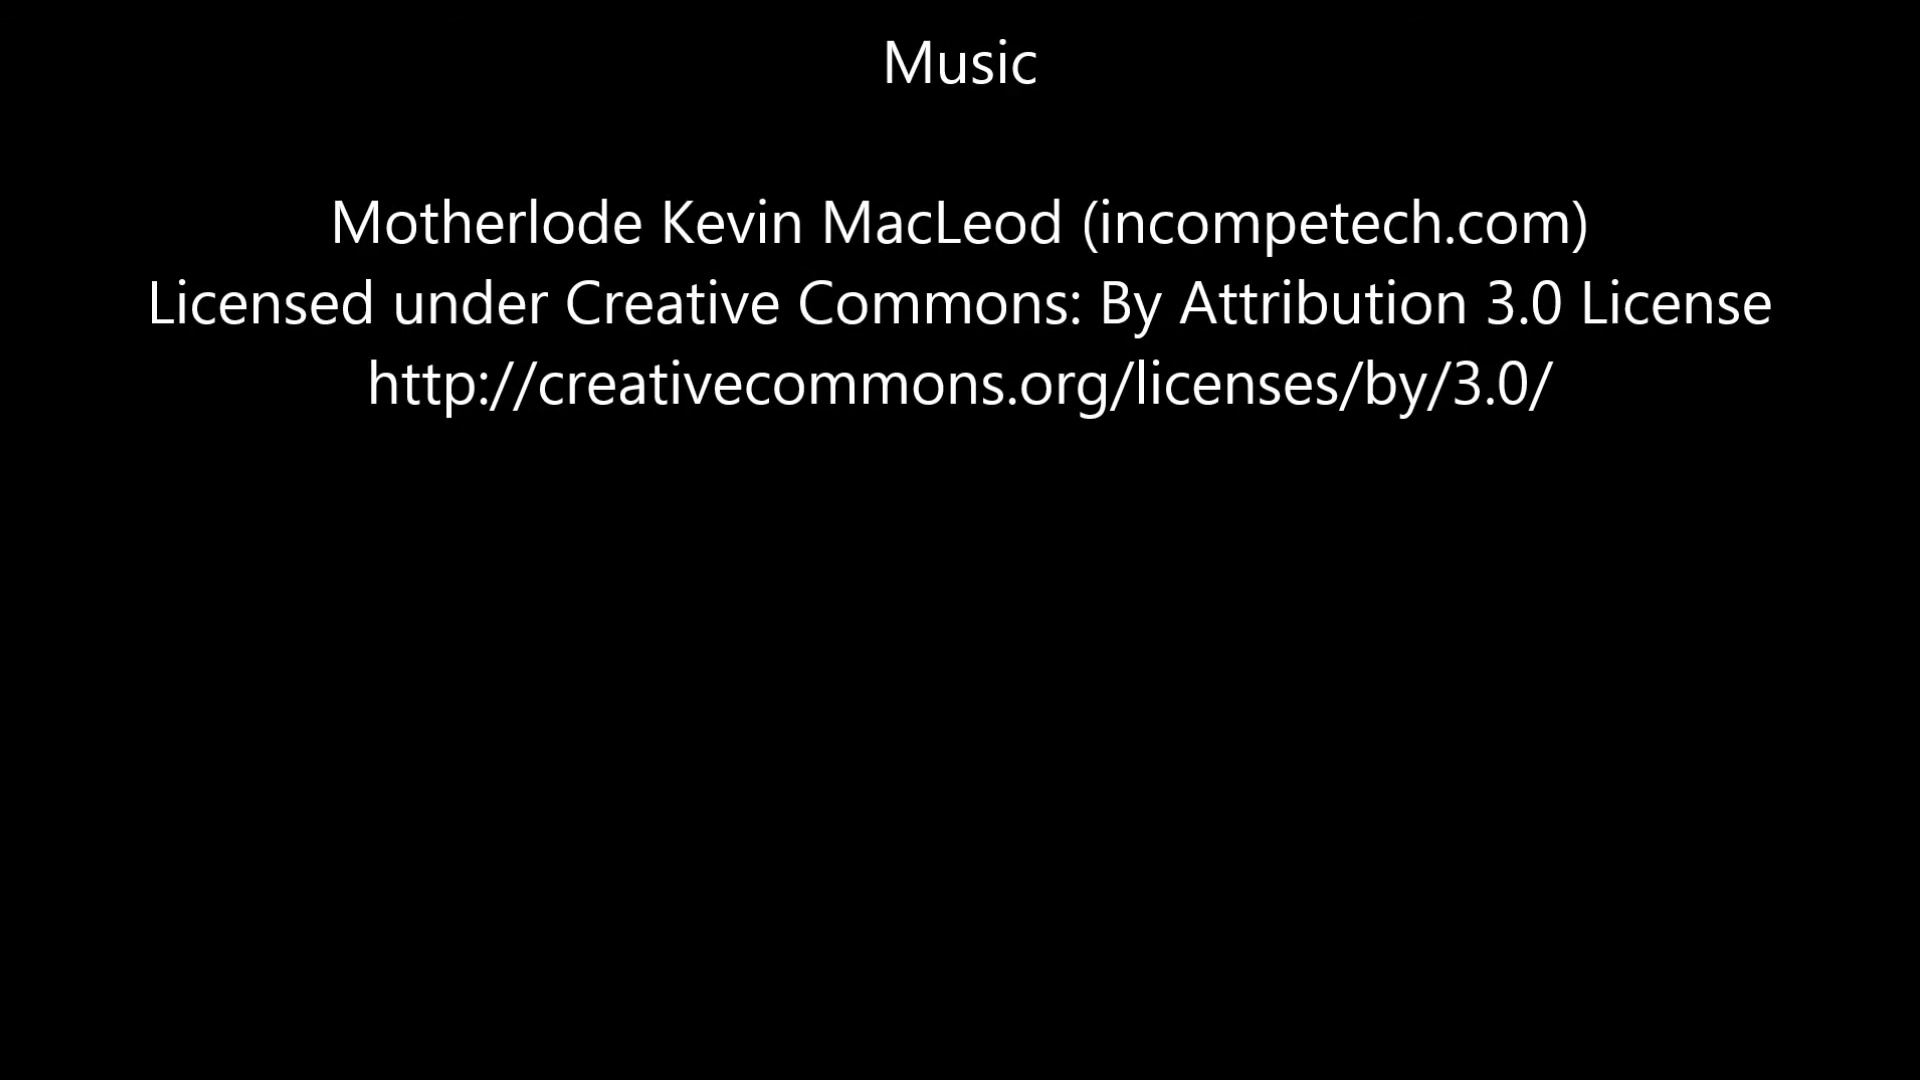 Music
Motherlode Kevin MacLeod (incompetech.com)
Licensed under Creative Commons: By Attribution 3.0 License
http://creativecommons.org/licenses/by/3.0/